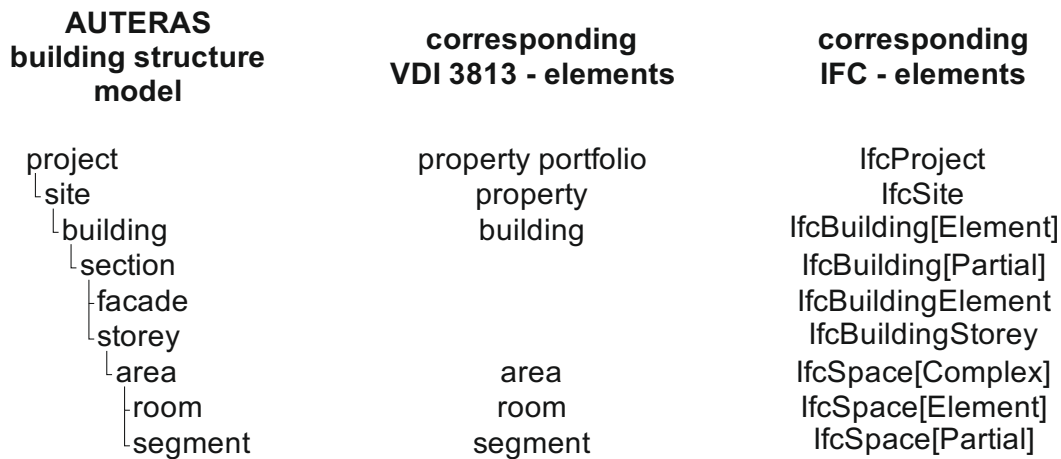 AUTERAS
building structure
model
corresponding
VDI 3813 - elements
corresponding
IFC - elements
project property portfolio IfcProject
site property IfcSite
building building IfcBuilding[Element]
section IfcBuilding[Partial]
facade IfcBuildingElement
storey IfcBuildingStorey
area area IfcSpace[Complex]
room room IfcSpace[Element]
segment segment IfcSpace[Partial]